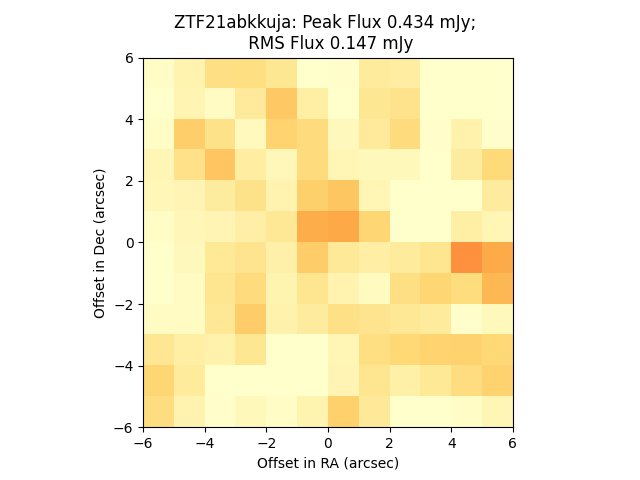 ZTF21abkkuja: Peak Flux 0.434 mJy;
RMS Flux 0.147 mJy
6
4
2
0
−2
−4
−6
Offset in Dec (arcsec)
−6 −4 −2 0 2 4 6
Offset in RA (arcsec)